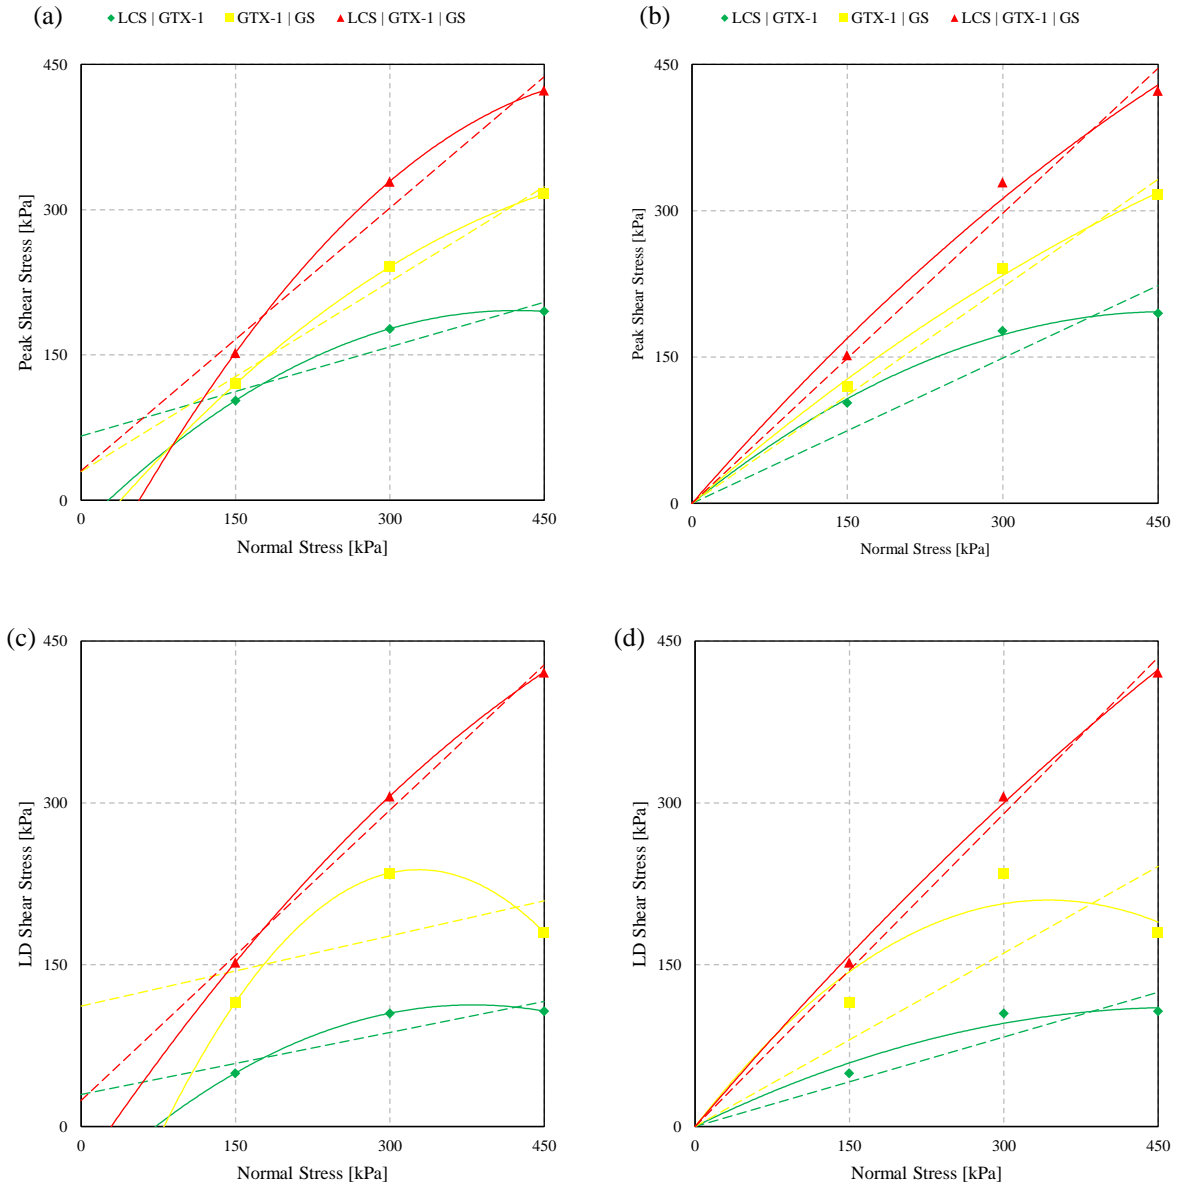 (a)
LCS | GTX-1 GTX-1 | GS LCS | GTX-1 | GS
450
300
150
0
Peak Shear Stress [kPa]
0 150 300 450
Normal Stress [kPa]
(b)
LCS | GTX-1 GTX-1 | GS LCS | GTX-1 | GS
450
300
150
0
Peak Shear Stress [kPa]
0 150 300 450
Normal Stress [kPa]
(c)
450
300
150
0
LD Shear Stress [kPa]
0 150 300 450
Normal Stress [kPa]
(d)
450
300
150
0
LD Shear Stress [kPa]
0 150 300 450
Normal Stress [kPa]